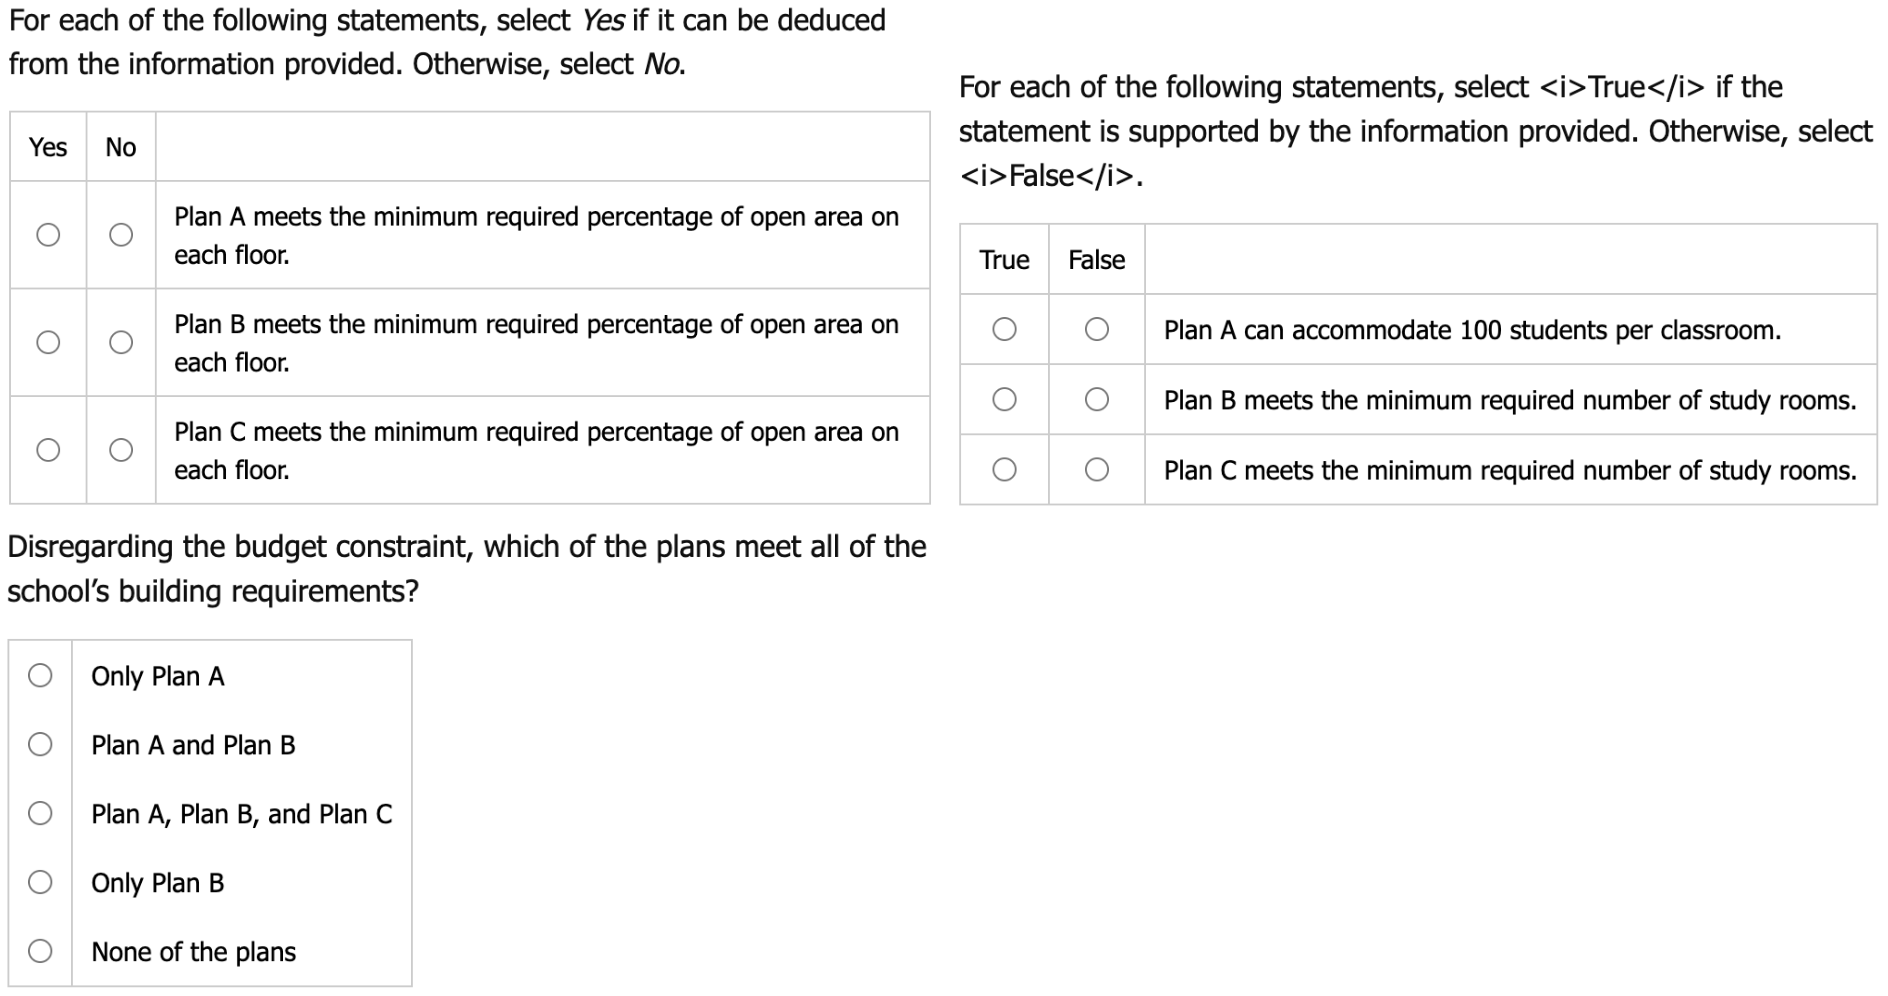 For each of the following statements, select Yes if it can be deduced
from the information provided. Otherwise, select No.
Yes No
Plan A meets the minimum required percentage of open area on
each floor.
Plan B meets the minimum required percentage of open area on
each floor.
Plan C meets the minimum required percentage of open area on
each floor.
For each of the following statements, select <i>True</i> if the
statement is supported by the information provided. Otherwise, select
<i>False</i>.
True False
Plan A can accommodate 100 students per classroom.
Plan B meets the minimum required number of study rooms.
Plan C meets the minimum required number of study rooms.
Disregarding the budget constraint, which of the plans meet all of the
school’s building requirements?
Only Plan A
Plan A and Plan B
Plan A, Plan B, and Plan C
Only Plan B
None of the plans